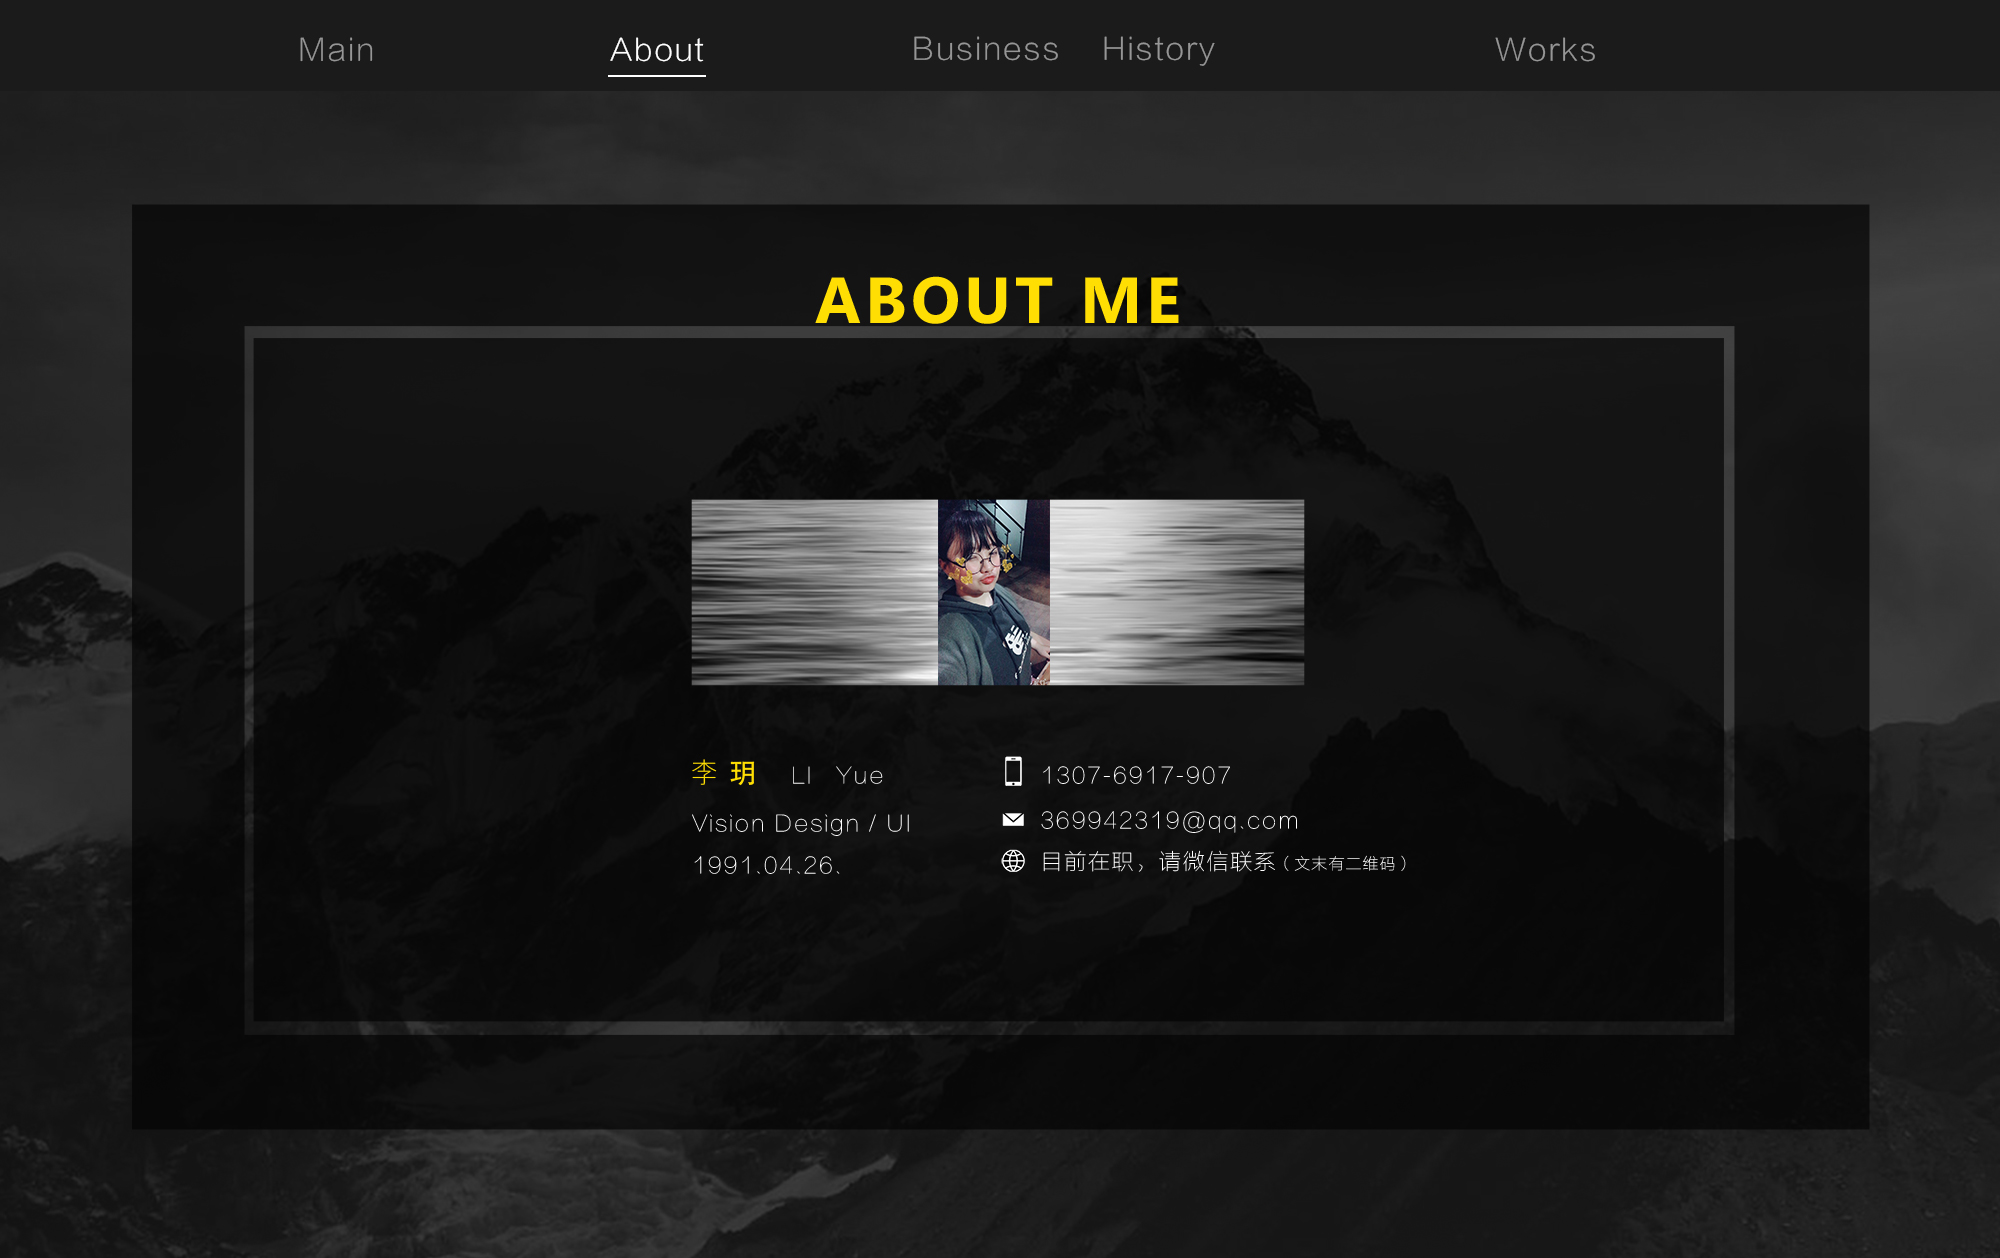 Main About Business History Works
ABOUT ME
李 玥 LI Yue
Vision Design / UI
1991.04.26.
1307-6917-907
369942319@qq.com
目前在职，请微信联系（文末有二维码）